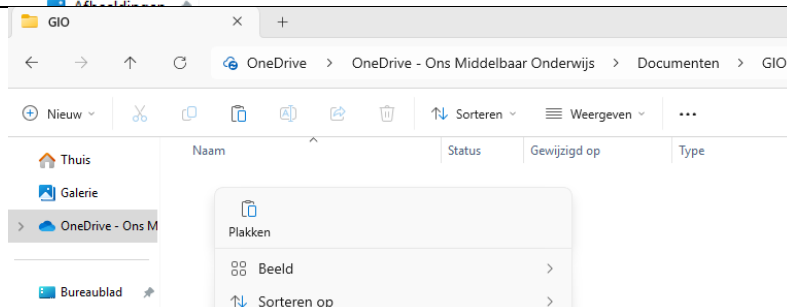 Afbeeldingen
GIO
OneDrive > OneDrive - Ons Middelbaar Onderwijs > Documenten > GIO
Nieuw Sorteren Weergeven
Naam Status Gewijzigd op Type
Thuis
Galerie
OneDrive - Ons M
Bureaublad
Plakken
Beeld
Sorteren op